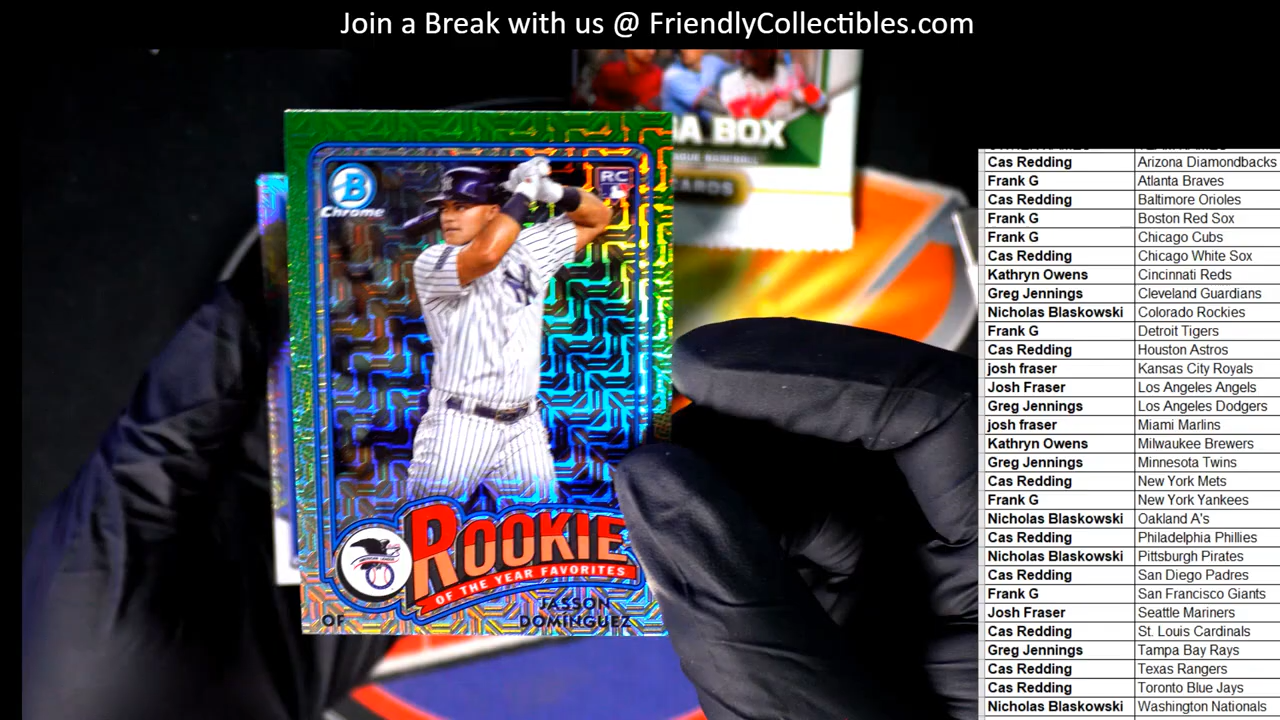 Join a Break with us @ FriendlyCollectibles.com
A BOX
B
Chrome
RC
ROOKIE
OF THE YEAR FAVORITES
OF
JASSON
DOMÍNGUEZ
Cas Redding Arizona Diamondbacks
Frank G Atlanta Braves
Cas Redding Baltimore Orioles
Frank G Boston Red Sox
Frank G Chicago Cubs
Cas Redding Chicago White Sox
Kathryn Owens Cincinnati Reds
Greg Jennings Cleveland Guardians
Nicholas Blaskowski Colorado Rockies
Frank G Detroit Tigers
Cas Redding Houston Astros
josh fraser Kansas City Royals
Josh Fraser Los Angeles Angels
Greg Jennings Los Angeles Dodgers
josh fraser Miami Marlins
Kathryn Owens Milwaukee Brewers
Greg Jennings Minnesota Twins
Cas Redding New York Mets
Frank G New York Yankees
Nicholas Blaskowski Oakland A's
Cas Redding Philadelphia Phillies
Nicholas Blaskowski Pittsburgh Pirates
Cas Redding San Diego Padres
Frank G San Francisco Giants
Josh Fraser Seattle Mariners
Cas Redding St. Louis Cardinals
Greg Jennings Tampa Bay Rays
Cas Redding Texas Rangers
Cas Redding Toronto Blue Jays
Nicholas Blaskowski Washington Nationals